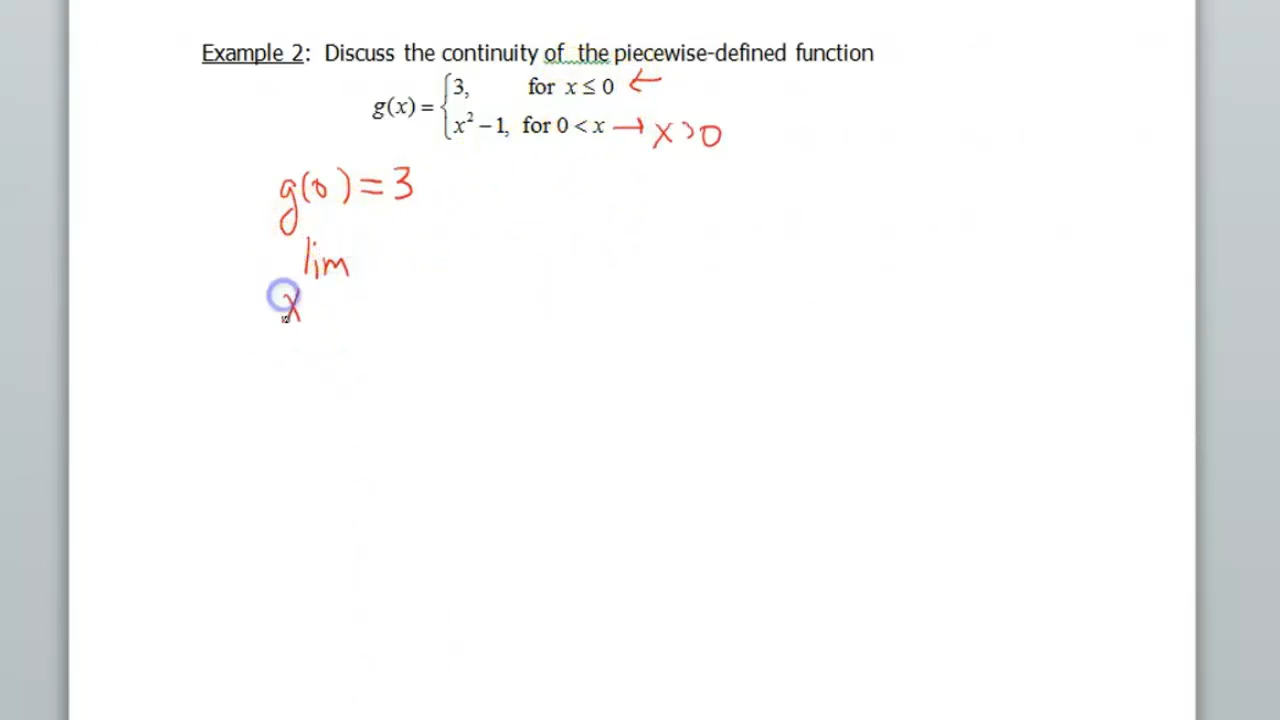 Example 2: Discuss the continuity of the piecewise-defined function
g(x) = { 3, for x ≤ 0 ←
x² − 1, for 0 < x → x > 0
g(0) = 3
lim
x